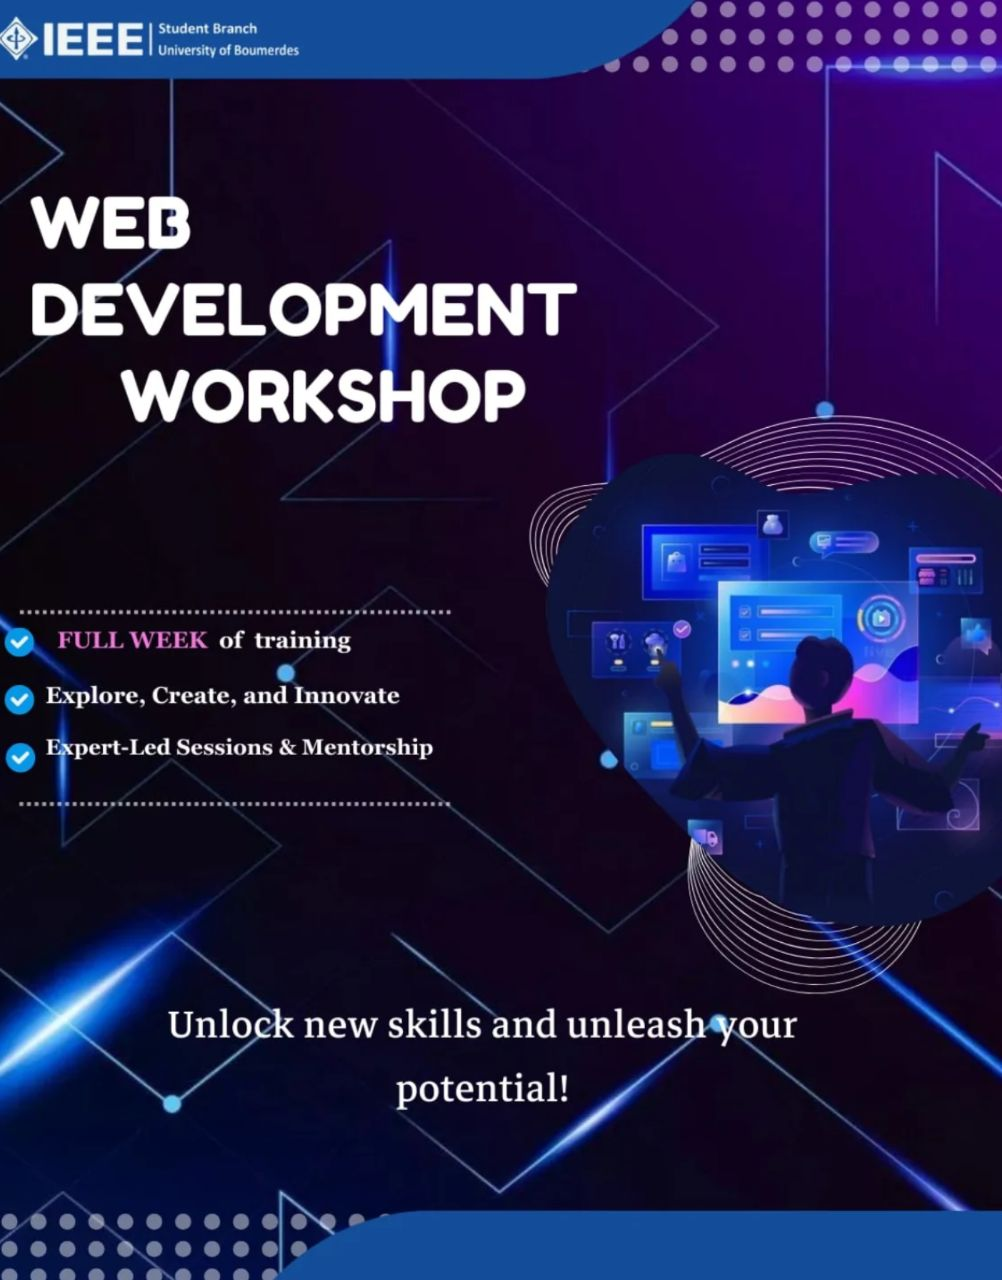 IEEE
Student Branch
University of Boumerdes
WEB
DEVELOPMENT
WORKSHOP
FULL WEEK of training
Explore, Create, and Innovate
Expert-Led Sessions & Mentorship
live
Unlock new skills and unleash your
potential!